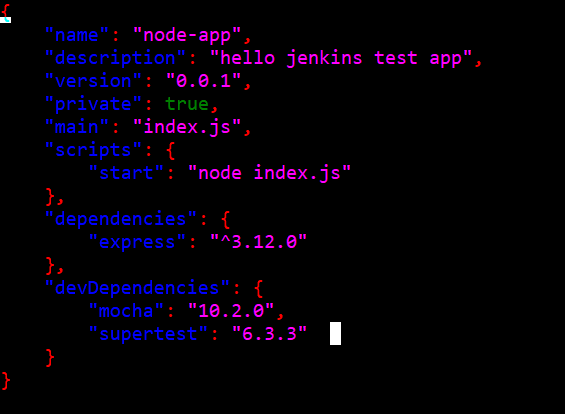 {
    "name": "node-app",
    "description": "hello jenkins test app",
    "version": "0.0.1",
    "private": true,
    "main": "index.js",
    "scripts": {
        "start": "node index.js"
    },
    "dependencies": {
        "express": "^3.12.0"
    },
    "devDependencies": {
        "mocha": "10.2.0",
        "supertest": "6.3.3"
    }
}